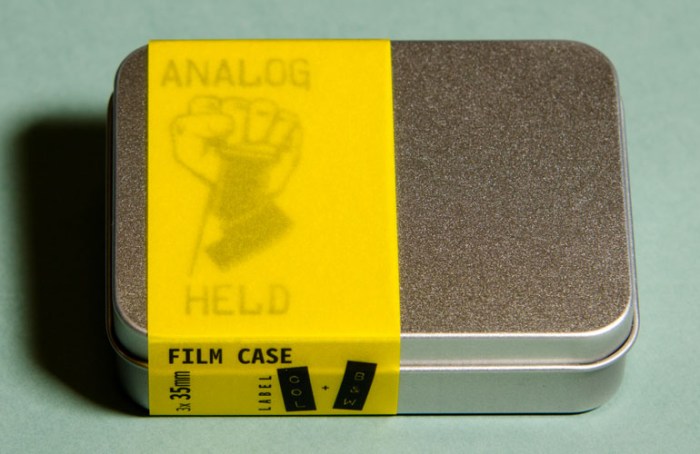 ANALOG
HELD
FILM CASE
3x 35mm
LABEL
COL + B&W